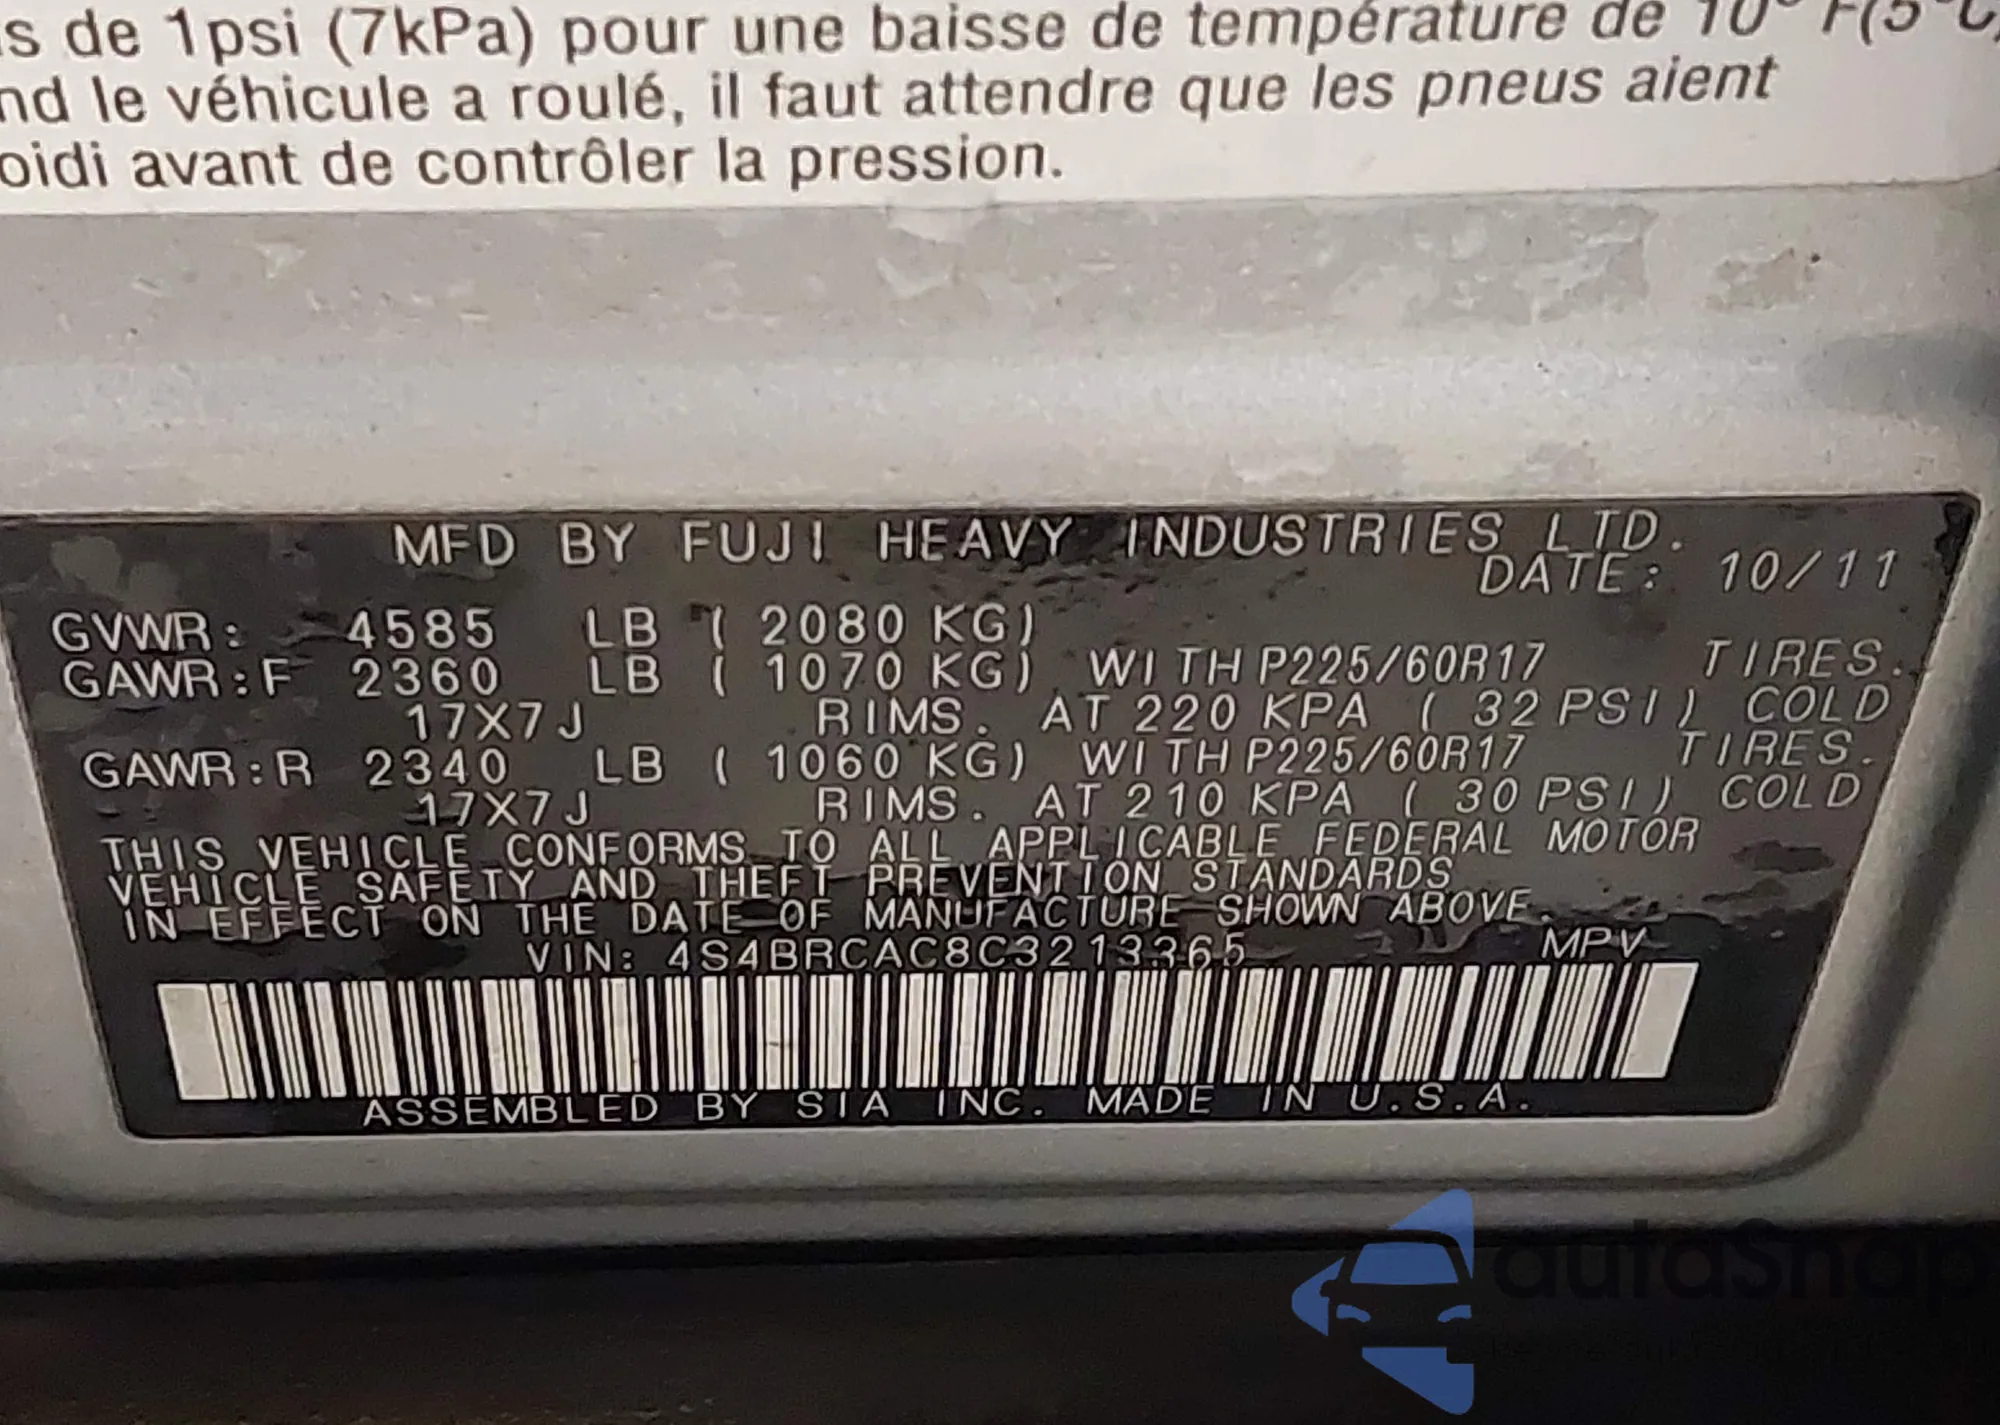 s de 1psi (7kPa) pour une baisse de température de 10° F(5°C)
nd le véhicule a roulé, il faut attendre que les pneus aient
oidi avant de contrôler la pression.
MFD BY FUJI HEAVY INDUSTRIES LTD.
DATE: 10/11
GVWR: 4585 LB ( 2080 KG)
GAWR:F 2360 LB ( 1070 KG) WITH P225/60R17 TIRES.
17X7J RIMS. AT 220 KPA ( 32 PSI) COLD
GAWR:R 2340 LB ( 1060 KG) WITH P225/60R17 TIRES.
17X7J RIMS. AT 210 KPA ( 30 PSI) COLD
THIS VEHICLE CONFORMS TO ALL APPLICABLE FEDERAL MOTOR
VEHICLE SAFETY AND THEFT PREVENTION STANDARDS
IN EFFECT ON THE DATE OF MANUFACTURE SHOWN ABOVE.
VIN: 4S4BRCAC8C3213365 MPV
ASSEMBLED BY SIA INC. MADE IN U.S.A.
autoSnap